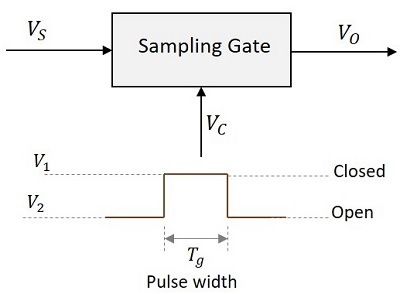 V_S
Sampling Gate
V_O
V_C
V_1
Closed
V_2
Open
T_g
Pulse width